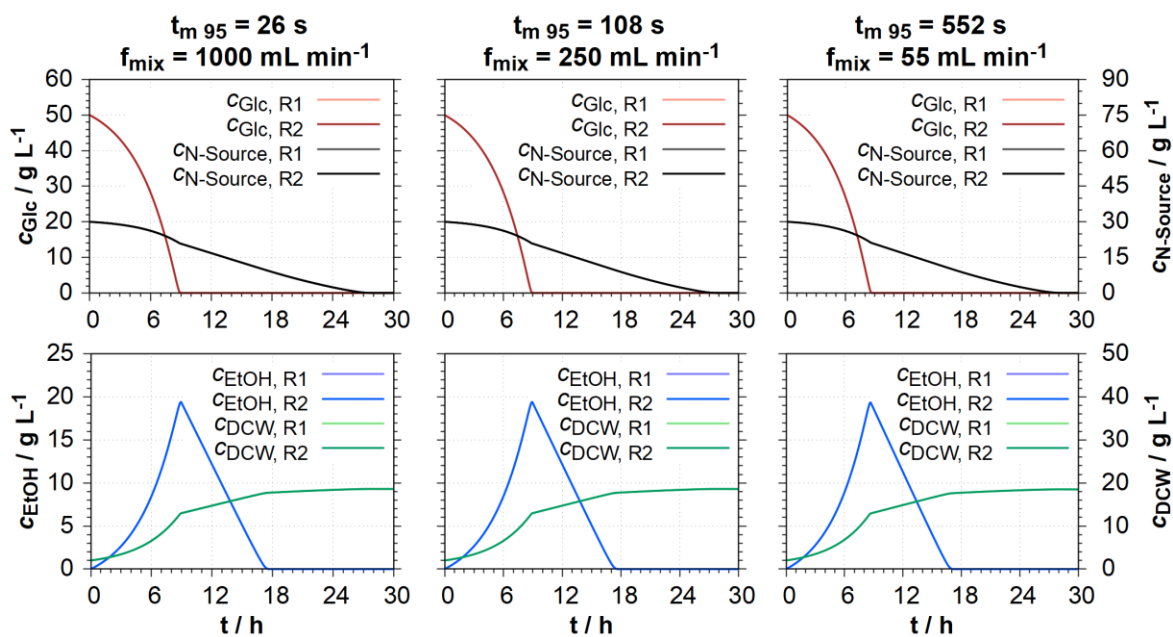 t_m 95 = 26 s
f_mix = 1000 mL min⁻¹
t_m 95 = 108 s
f_mix = 250 mL min⁻¹
t_m 95 = 552 s
f_mix = 55 mL min⁻¹
c_Glc / g L⁻¹
60
50
40
30
20
10
0
c_Glc, R1
c_Glc, R2
c_N-Source, R1
c_N-Source, R2
0 6 12 18 24 30
c_Glc, R1
c_Glc, R2
c_N-Source, R1
c_N-Source, R2
0 6 12 18 24 30
c_Glc, R1
c_Glc, R2
c_N-Source, R1
c_N-Source, R2
0 6 12 18 24 30
90
75
60
45
30
15
0
c_N-Source / g L⁻¹
c_EtOH / g L⁻¹
25
20
15
10
5
0
c_EtOH, R1
c_EtOH, R2
c_DCW, R1
c_DCW, R2
0 6 12 18 24 30
t / h
c_EtOH, R1
c_EtOH, R2
c_DCW, R1
c_DCW, R2
0 6 12 18 24 30
t / h
c_EtOH, R1
c_EtOH, R2
c_DCW, R1
c_DCW, R2
0 6 12 18 24 30
t / h
50
40
30
20
10
0
c_DCW / g L⁻¹